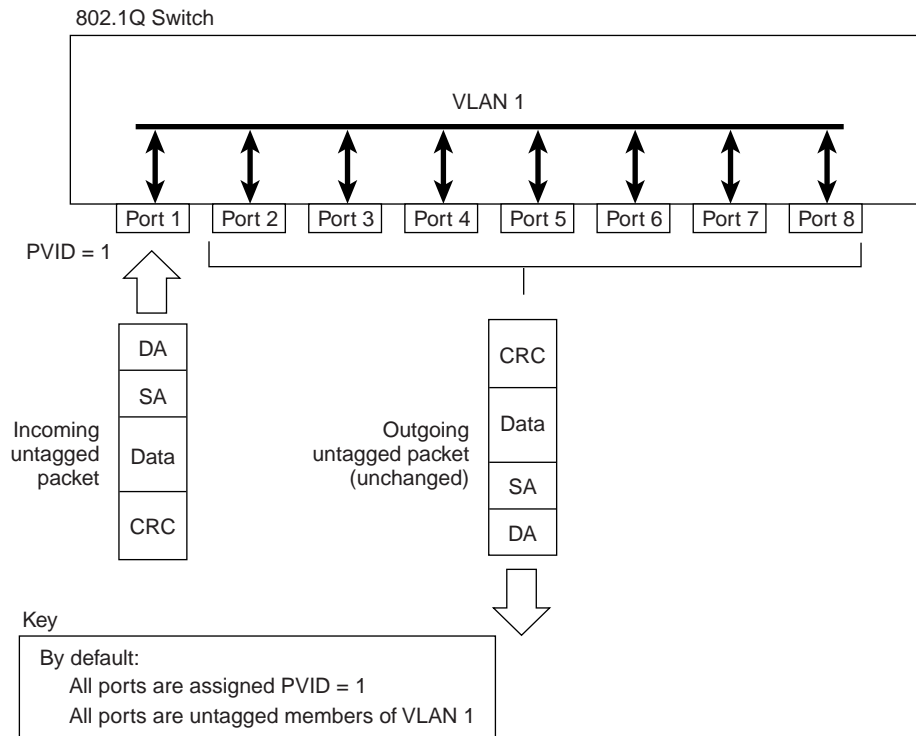 802.1Q Switch
VLAN 1
Port 1
Port 2
Port 3
Port 4
Port 5
Port 6
Port 7
Port 8
PVID = 1
Incoming
untagged
packet
DA
SA
Data
CRC
Outgoing
untagged packet
(unchanged)
CRC
Data
SA
DA
Key
By default:
All ports are assigned PVID = 1
All ports are untagged members of VLAN 1